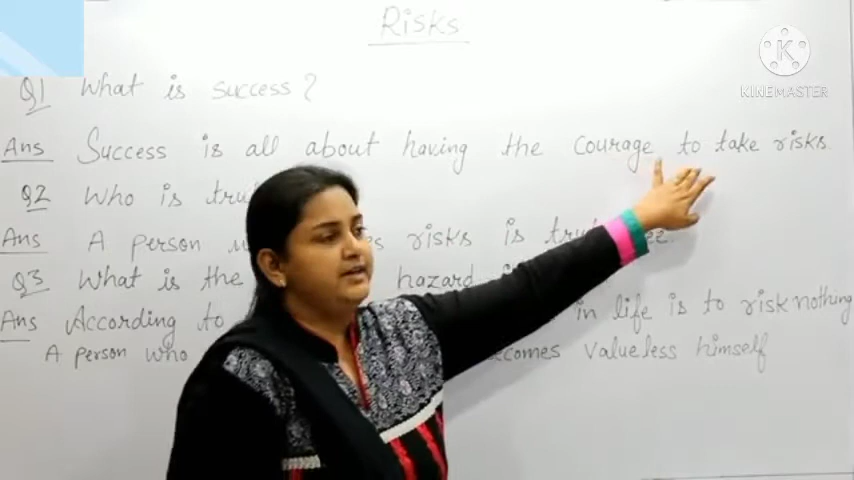 Risks
KINEMASTER
Q1 What is success?
Ans Success is all about having the courage to take risks.
Q2 Who is
Ans A person risks is
Q3 What is the hazard
Ans According to in life is to risk nothing
A person who valueless himself